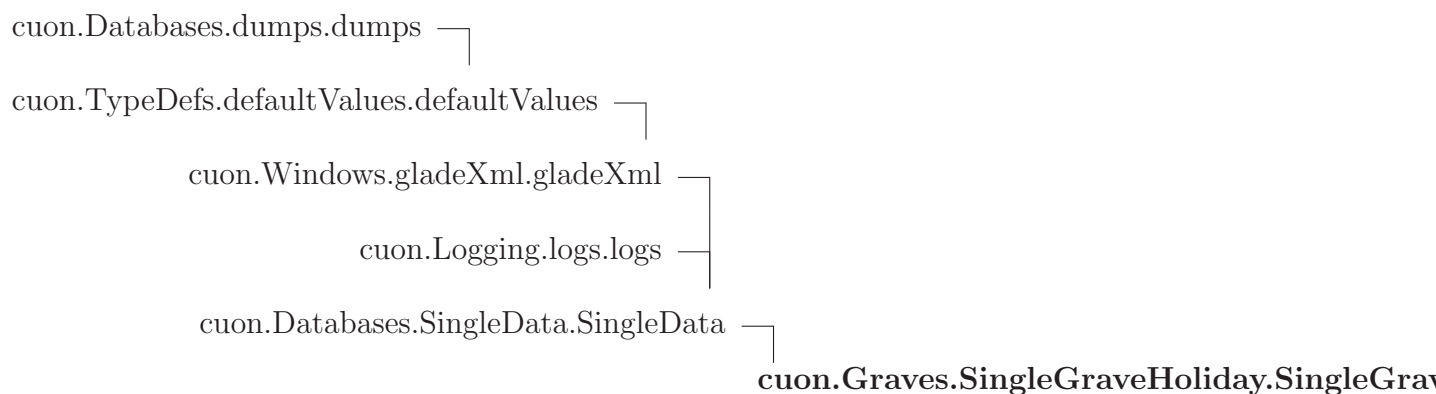 cuon.Databases.dumps.dumps
cuon.TypeDefs.defaultValues.defaultValues
cuon.Windows.gladeXml.gladeXml
cuon.Logging.logs.logs
cuon.Databases.SingleData.SingleData
cuon.Graves.SingleGraveHoliday.SingleGrav